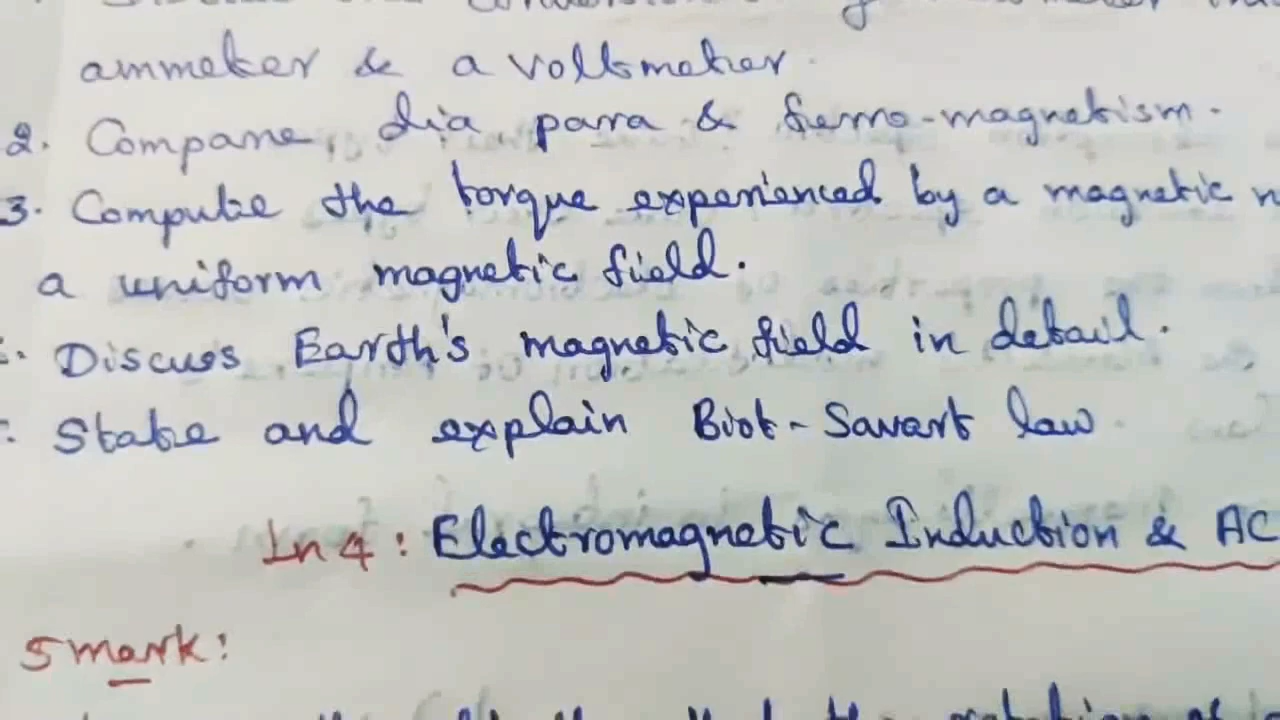 ammeter & a voltmeter.
2. Compare, dia, para & ferro-magnetism.
3. Compute the torque experienced by a magnetic
a uniform magnetic field.
Discuss Earth's magnetic field in detail.
State and explain Biot-Savart law.
Ln 4: Electromagnetic Induction & AC
5 mark: